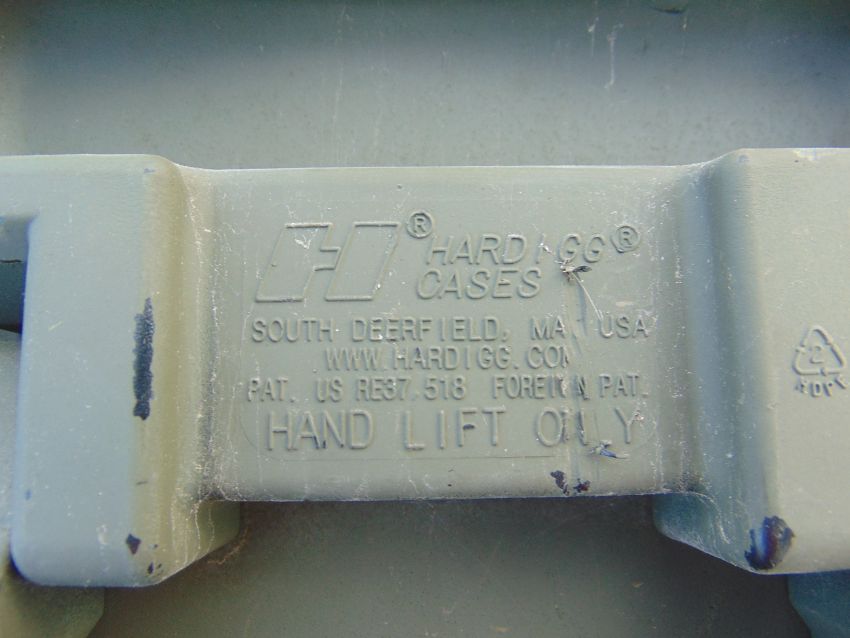 H® HARDIGG®
CASES
SOUTH DEERFIELD, MA. USA
WWW.HARDIGG.COM
PAT. US RE37,518 FOREIGN PAT.
HAND LIFT ONLY
2
HDPE